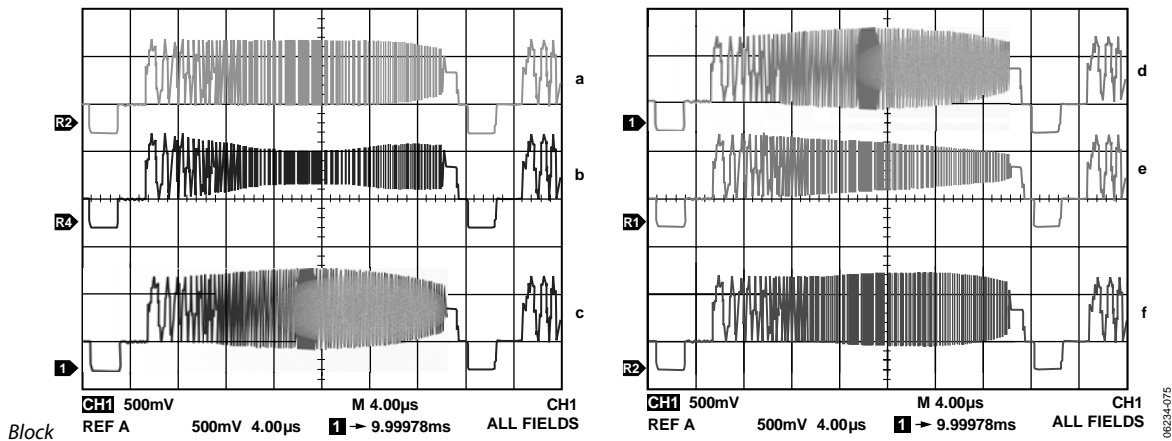 a
R2
b
R4
c
1
CH1 500mV M 4.00µs CH1
REF A 500mV 4.00µs 1 → 9.99978ms ALL FIELDS
d
1
e
R1
f
R2
CH1 500mV M 4.00µs CH1
REF A 500mV 4.00µs 1 → 9.99978ms ALL FIELDS
06234-075
Block